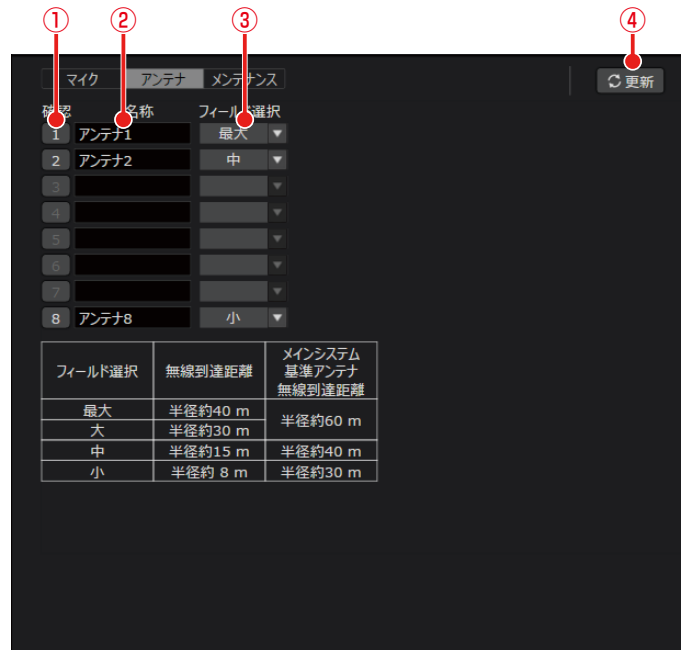 ① ② ③ ④
マイク アンテナ メンテナンス 更新
確認 名称 フィールド選択
1 アンテナ1 最大
2 アンテナ2 中
3
4
5
6
7
8 アンテナ8 小
フィールド選択 無線到達距離 メインシステム
基準アンテナ
無線到達距離
最大 半径約40 m 半径約60 m
大 半径約30 m
中 半径約15 m 半径約40 m
小 半径約 8 m 半径約30 m